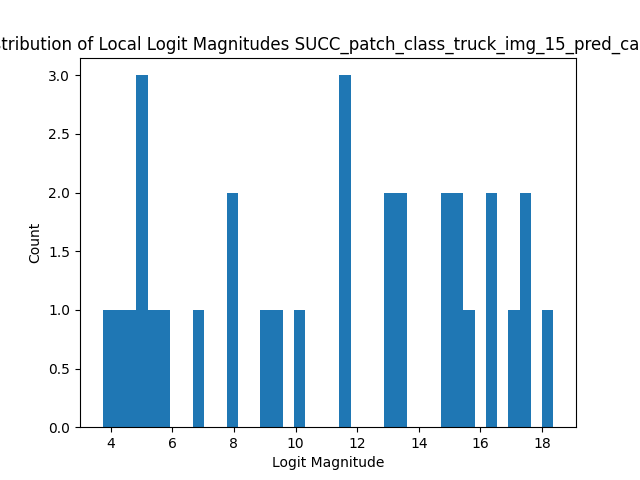 tribution of Local Logit Magnitudes SUCC_patch_class_truck_img_15_pred_ca
3.0
2.5
2.0
1.5
1.0
0.5
0.0
Count
4 6 8 10 12 14 16 18
Logit Magnitude